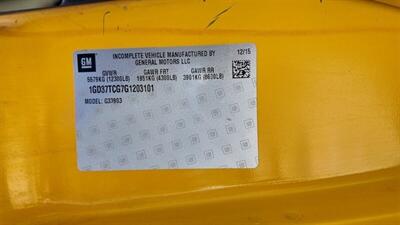 GM
INCOMPLETE VEHICLE MANUFACTURED BY
GENERAL MOTORS LLC
12/15
GVWR GAWR FRT GAWR RR
5579KG (12300LB) 1951KG (4300LB) 3901KG (8600LB)
1GD37TCG7G1203101
MODEL: G33803